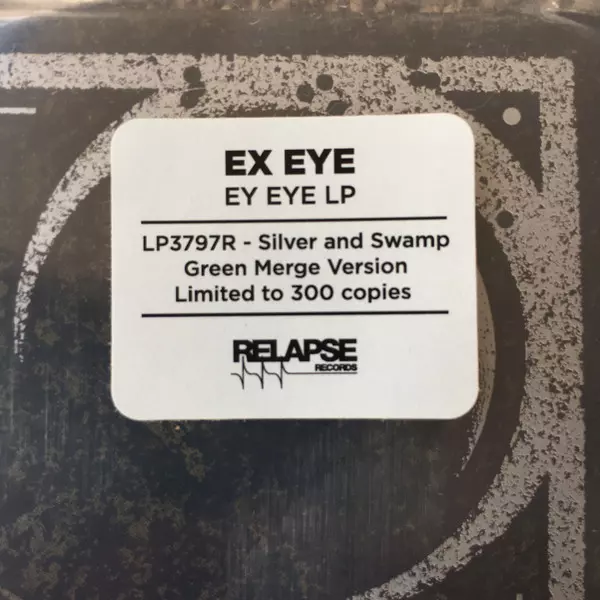 EX EYE
EY EYE LP
LP3797R - Silver and Swamp
Green Merge Version
Limited to 300 copies
RELAPSE
RECORDS